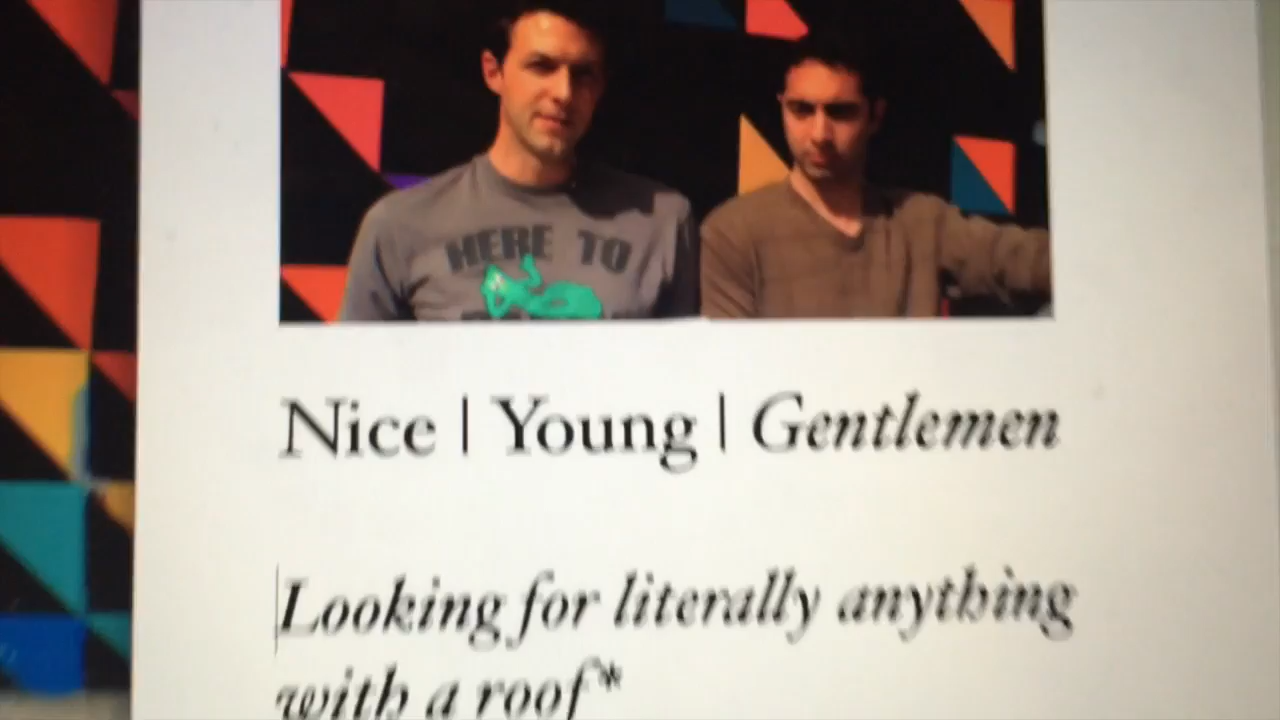 HERE TO
Nice | Young | Gentlemen
Looking for literally anything
with a roof*